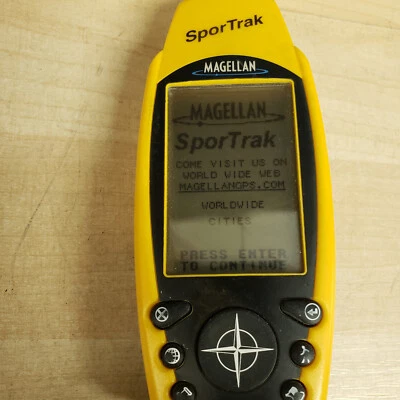 SporTrak
MAGELLAN
MAGELLAN
SporTrak
COME VISIT US ON
WORLD WIDE WEB
MAGELLANGPS.COM
WORLDWIDE
CITIES
PRESS ENTER
TO CONTINUE